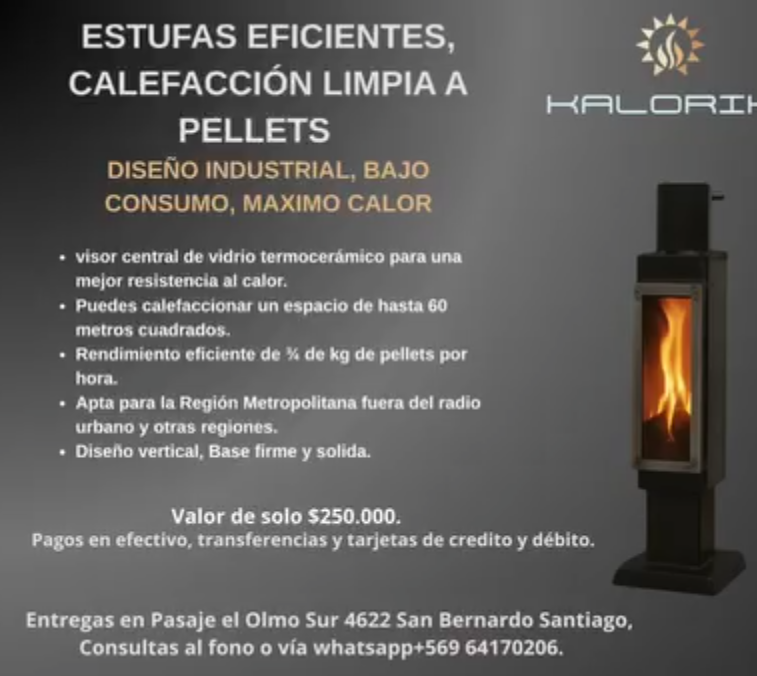 ESTUFAS EFICIENTES,
CALEFACCIÓN LIMPIA A
PELLETS
DISEÑO INDUSTRIAL, BAJO
CONSUMO, MAXIMO CALOR
KALORIK
• visor central de vidrio termocerámico para una
mejor resistencia al calor.
• Puedes calefaccionar un espacio de hasta 60
metros cuadrados.
• Rendimiento eficiente de ¾ de kg de pellets por
hora.
• Apta para la Región Metropolitana fuera del radio
urbano y otras regiones.
• Diseño vertical, Base firme y solida.
Valor de solo $250.000.
Pagos en efectivo, transferencias y tarjetas de credito y débito.
Entregas en Pasaje el Olmo Sur 4622 San Bernardo Santiago,
Consultas al fono o vía whatsapp+569 64170206.